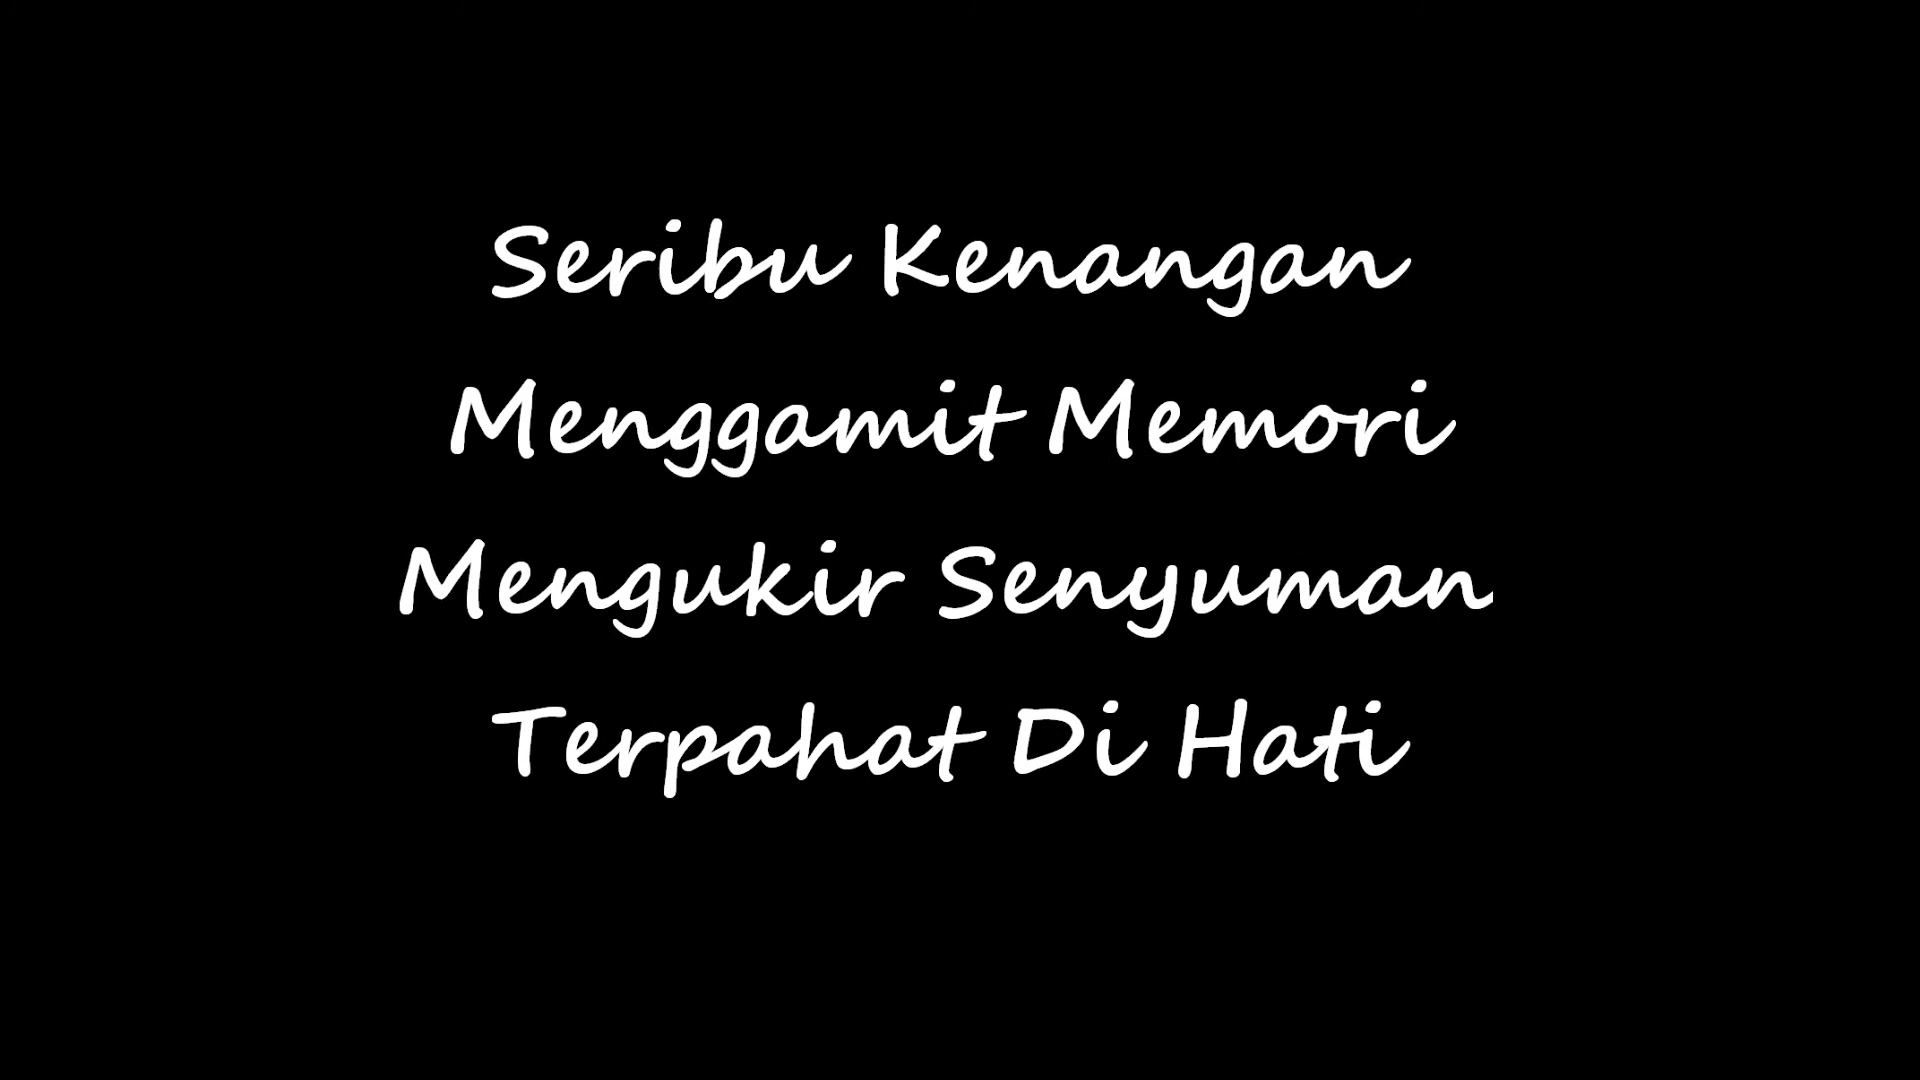 Seribu Kenangan
Menggamit Memori
Mengukir Senyuman
Terpahat Di Hati